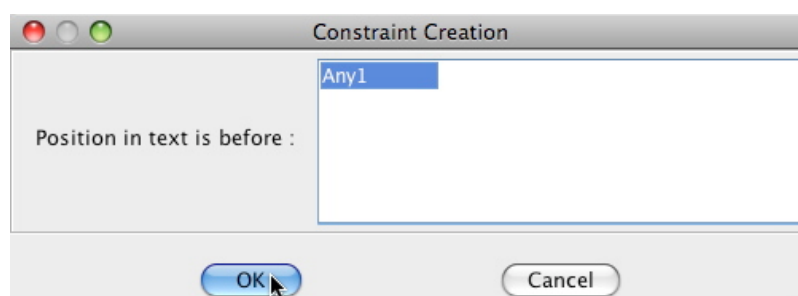 Constraint Creation
Any1
Position in text is before :
OK
Cancel